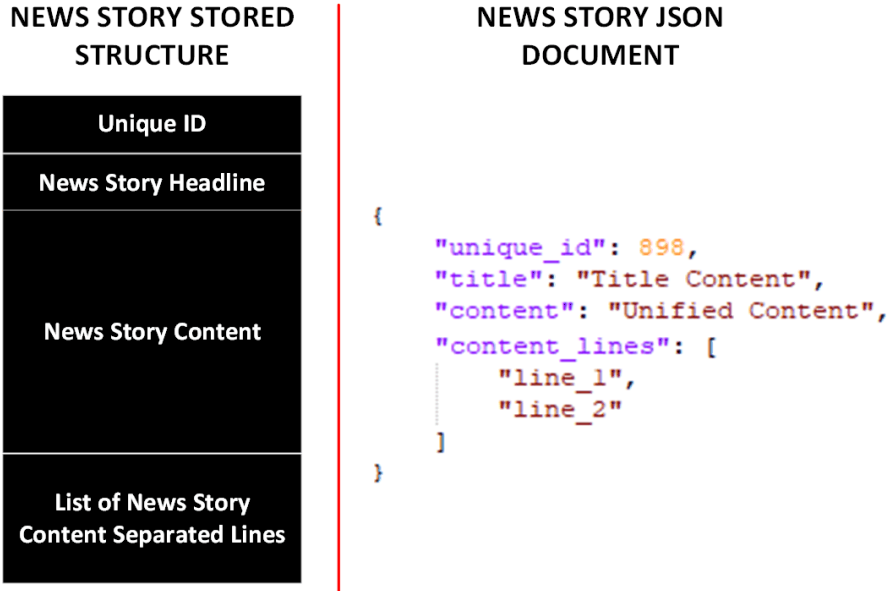 NEWS STORY STORED
STRUCTURE
Unique ID
News Story Headline
News Story Content
List of News Story
Content Separated Lines
NEWS STORY JSON
DOCUMENT
{
"unique_id": 898,
"title": "Title Content",
"content": "Unified Content",
"content_lines": [
"line_1",
"line_2"
]
}